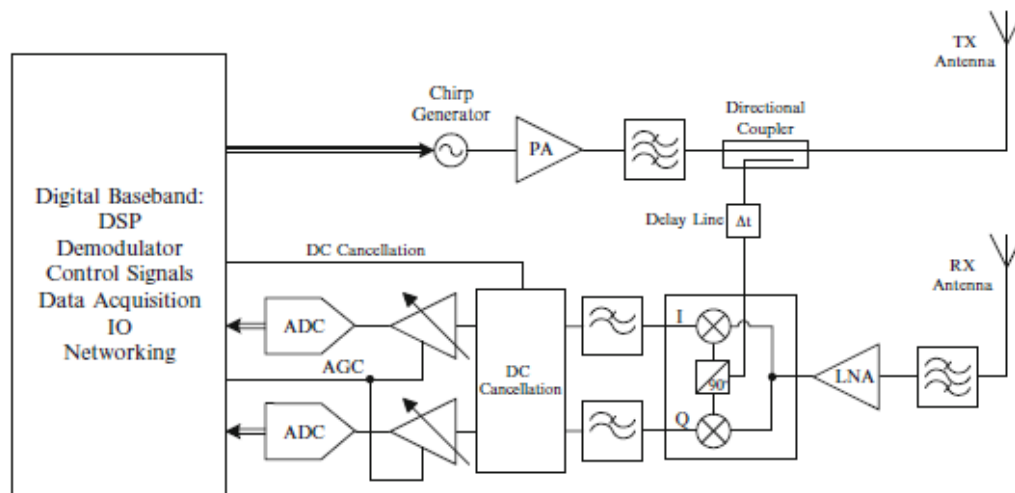 TX
Antenna
Chirp
Generator
Directional
Coupler
PA
Digital Baseband:
DSP
Demodulator
Control Signals
Data Acquisition
IO
Networking
Delay Line
Δt
DC Cancellation
RX
Antenna
ADC
I
AGC
DC
Cancellation
90°
LNA
ADC
Q